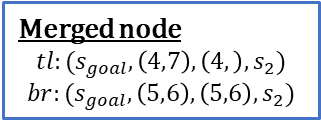 Merged node
tl: (s_goal, (4,7), (4,), s_2)
br: (s_goal, (5,6), (5,6), s_2)